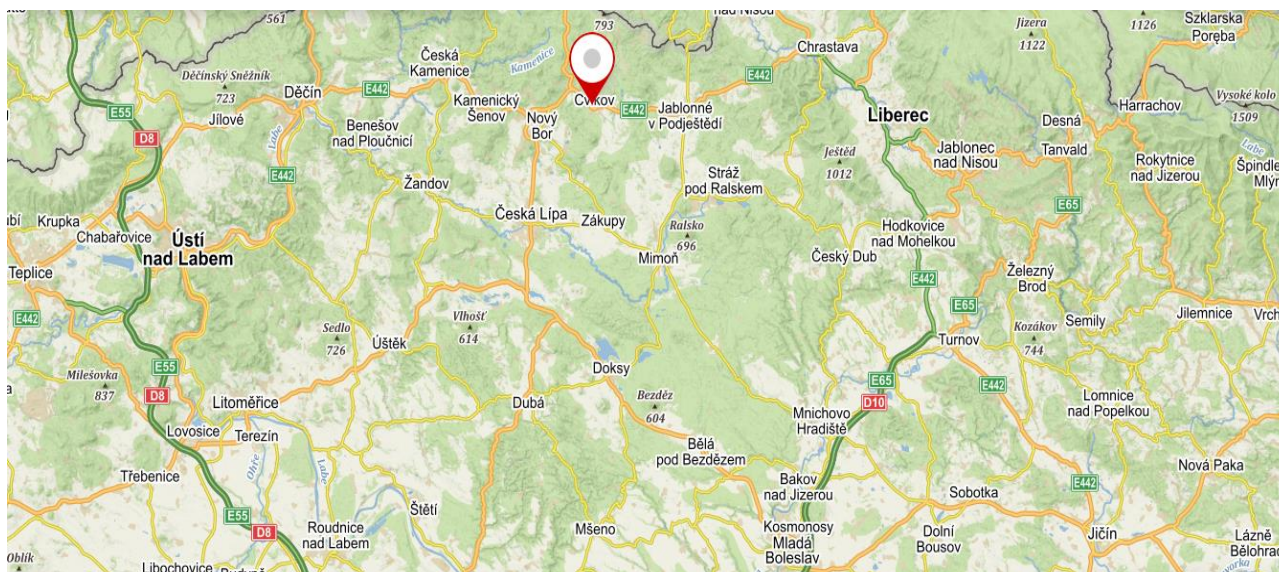 561
793
nad Nisou
Jizera
1122
1126
Szklarska
Poręba
Chrastava
Česká
Kamenice
Kamenice
Děčínský Sněžník
723
Děčín
E442
E442
Vysoké kolo
1509
E55
Jílové
D8
Labe
Kamenický
Šenov
Cvikov
E442
Jablonné
v Podještědí
Nový
Bor
Benešov
nad Ploučnicí
Liberec
Harrachov
Desná
Tanvald
Jablonec
nad Nisou
Ještěd
1012
Rokytnice
nad Jizerou
Labe
Špindle
Mlýn
E442
Žandov
Stráž
pod Ralskem
E65
Krupka
Chabařovice
Ústí
nad Labem
Česká Lípa
Zákupy
Ralsko
696
Mimoň
Český Dub
Hodkovice
nad Mohelkou
Teplice
E442
E442
Železný
Brod
E65
Jilemnice
Vrch
Semily
Kozákov
744
Turnov
Sedlo
726
Vlhošť
614
Úštěk
Doksy
E55
Milešovka
837
D8
E65
D10
E442
Litoměřice
Dubá
Bezděz
604
Mnichovo
Hradiště
Lomnice
nad Popelkou
Lovosice
Terezín
Bělá
pod Bezdězem
Třebenice
Ohře
Labe
Bakov
nad Jizerou
Nová Paka
E442
Sobotka
Štětí
E55
D8
Roudnice
nad Labem
Mšeno
Kosmonosy
Mladá
Boleslav
Dolní
Bousov
Jičín
Lázně
Bělohra
Oblík
Libochovice